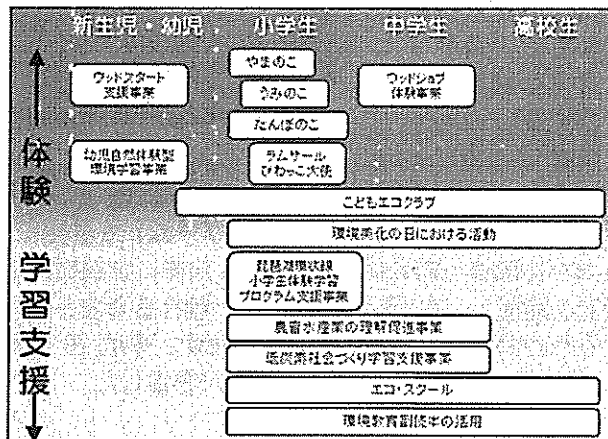 新生児・幼児
小学生
中学生
高校生
体験
学習支援
やまのこ
ウッドスタート
支援事業
うみのこ
ウッドジョブ
体験事業
たんぼのこ
幼児自然体験型
環境学習事業
ラムサール
びわっこ大使
こどもエコクラブ
環境美化の日における活動
琵琶湖環状線
小学生体験学習
プログラム支援事業
農畜水産業の理解促進事業
低炭素社会づくり学習支援事業
エコ・スクール
環境教育副読本の活用